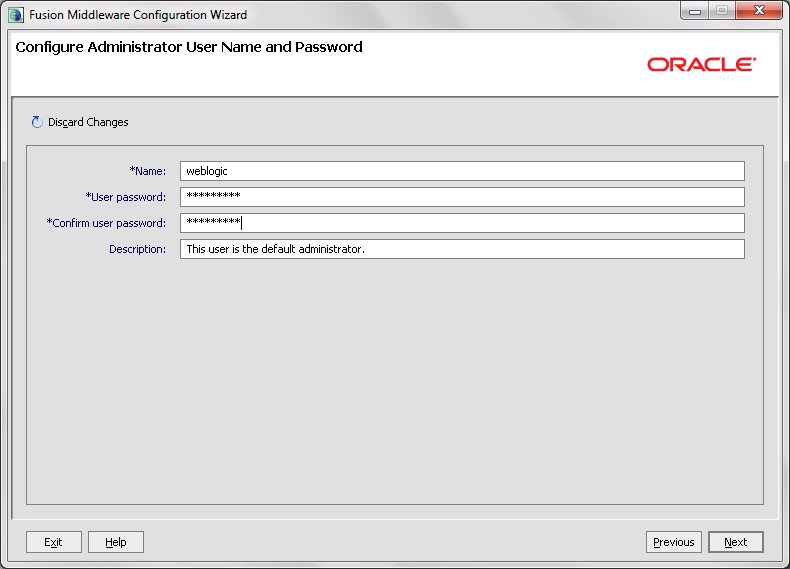 Fusion Middleware Configuration Wizard
Configure Administrator User Name and Password
ORACLE
Discard Changes
*Name: weblogic
*User password: *********
*Confirm user password: *********
Description: This user is the default administrator.
Exit Help Previous Next